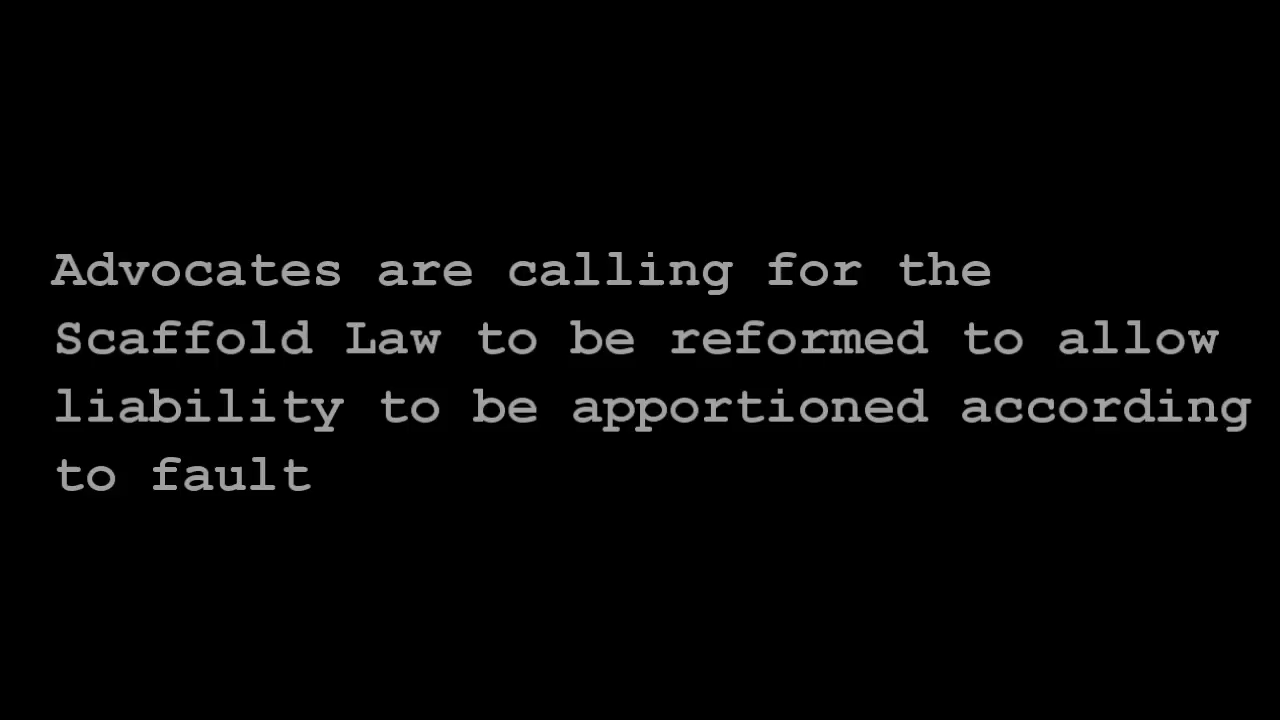 Advocates are calling for the
Scaffold Law to be reformed to allow
liability to be apportioned according
to fault